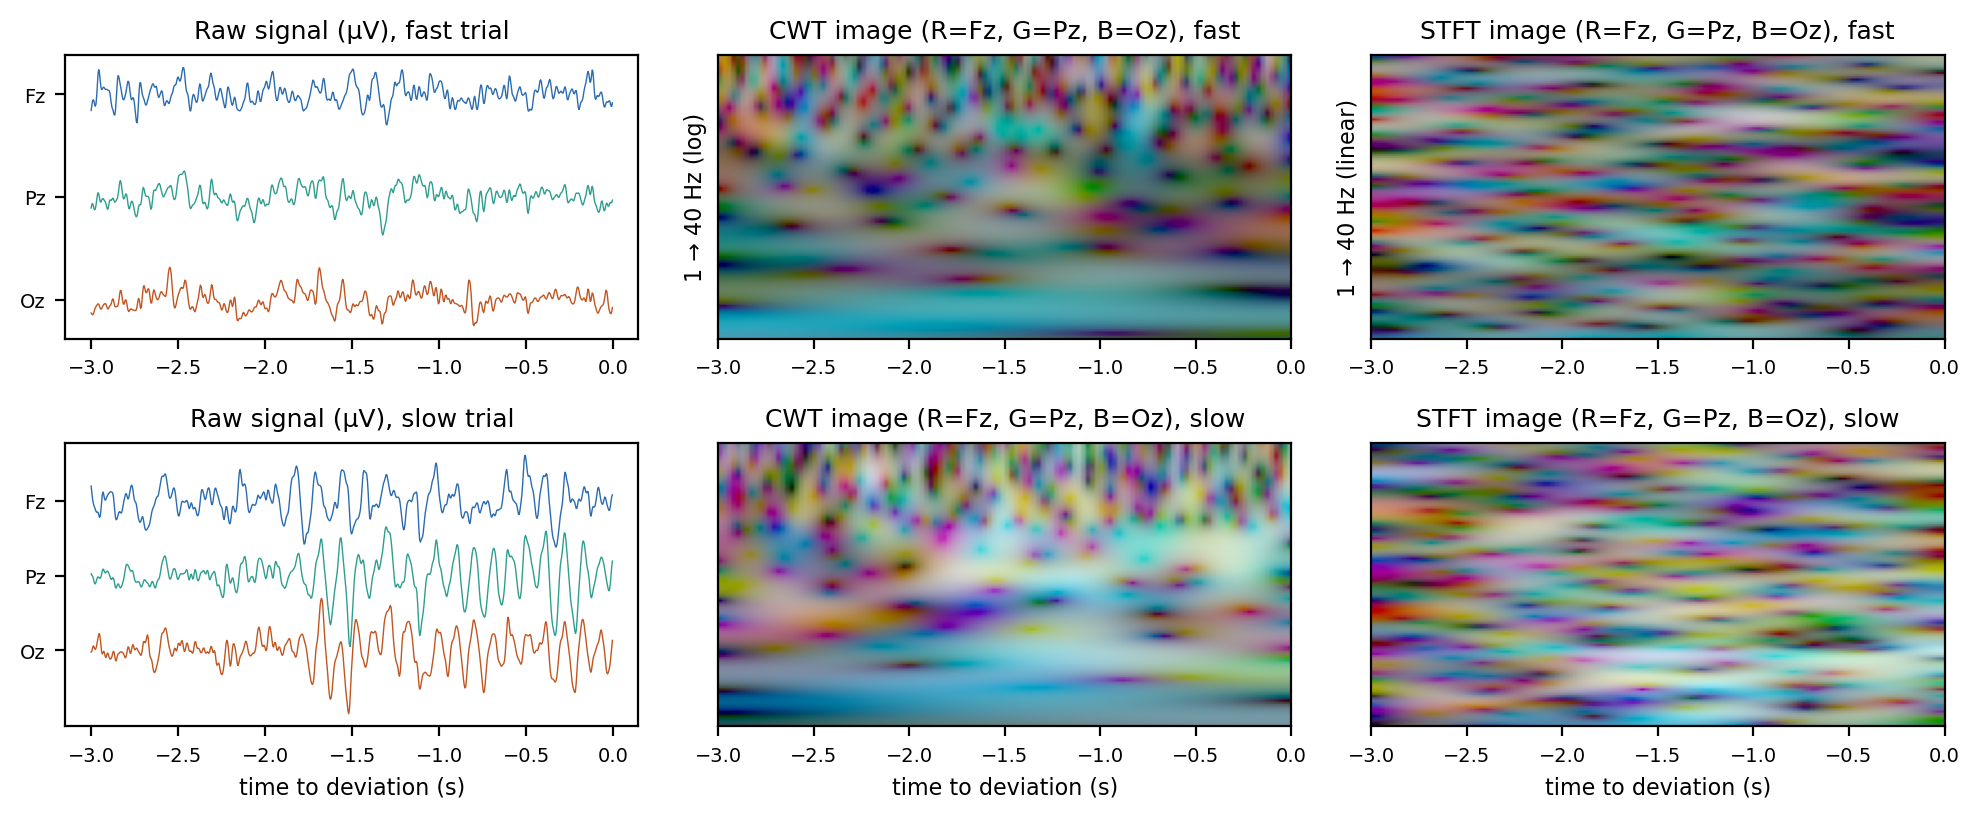 Raw signal (µV), fast trial
Fz
Pz
Oz
−3.0 −2.5 −2.0 −1.5 −1.0 −0.5 0.0
CWT image (R=Fz, G=Pz, B=Oz), fast
1 → 40 Hz (log)
−3.0 −2.5 −2.0 −1.5 −1.0 −0.5 0.0
STFT image (R=Fz, G=Pz, B=Oz), fast
1 → 40 Hz (linear)
−3.0 −2.5 −2.0 −1.5 −1.0 −0.5 0.0
Raw signal (µV), slow trial
Fz
Pz
Oz
−3.0 −2.5 −2.0 −1.5 −1.0 −0.5 0.0
time to deviation (s)
CWT image (R=Fz, G=Pz, B=Oz), slow
−3.0 −2.5 −2.0 −1.5 −1.0 −0.5 0.0
time to deviation (s)
STFT image (R=Fz, G=Pz, B=Oz), slow
−3.0 −2.5 −2.0 −1.5 −1.0 −0.5 0.0
time to deviation (s)